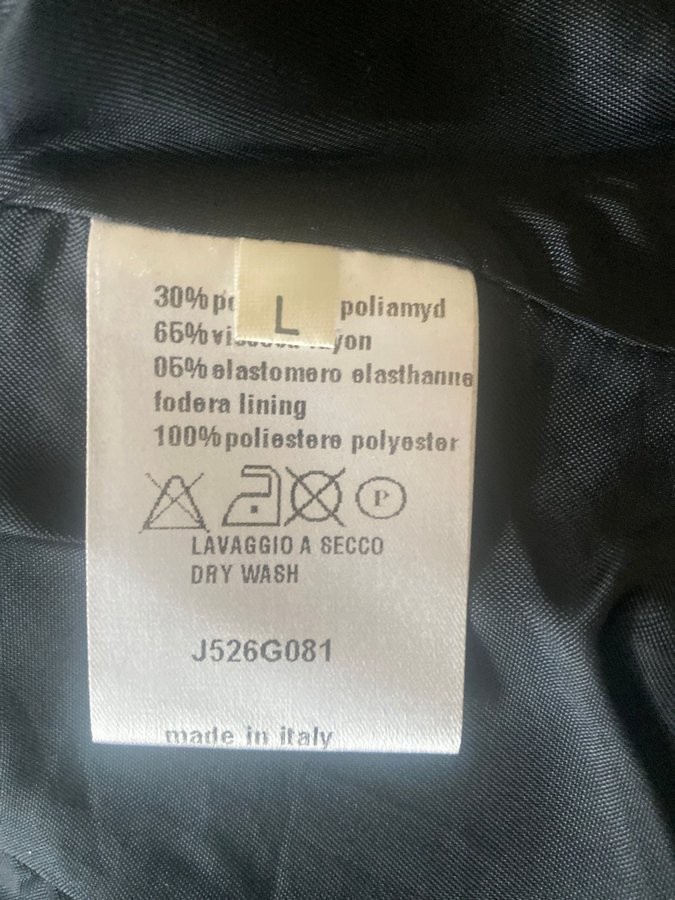 L
30% poliamyd
65% rayon
05% elastomero elasthanne
fodera lining
100% poliestere polyester
P
LAVAGGIO A SECCO
DRY WASH
J526G081
made in italy